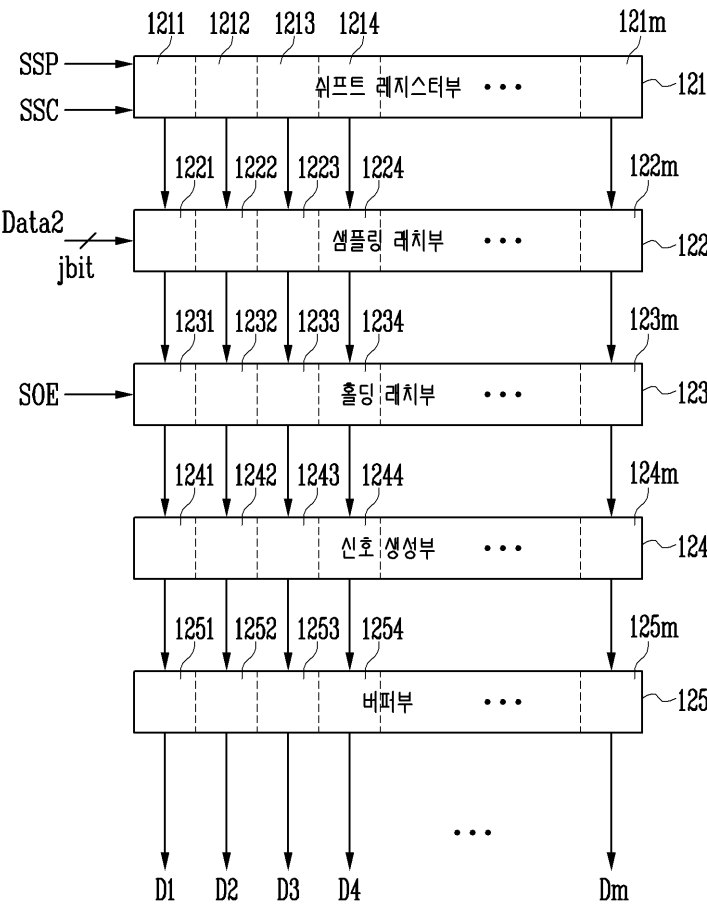 1211 1212 1213 1214 121m
SSP
쉬프트 레지스터부 ••• 121
SSC
1221 1222 1223 1224 122m
Data2
샘플링 래치부 ••• 122
jbit
1231 1232 1233 1234 123m
SOE 홀딩 래치부 ••• 123
1241 1242 1243 1244 124m
신호 생성부 ••• 124
1251 1252 1253 1254 125m
버퍼부 ••• 125
•••
D1 D2 D3 D4 Dm